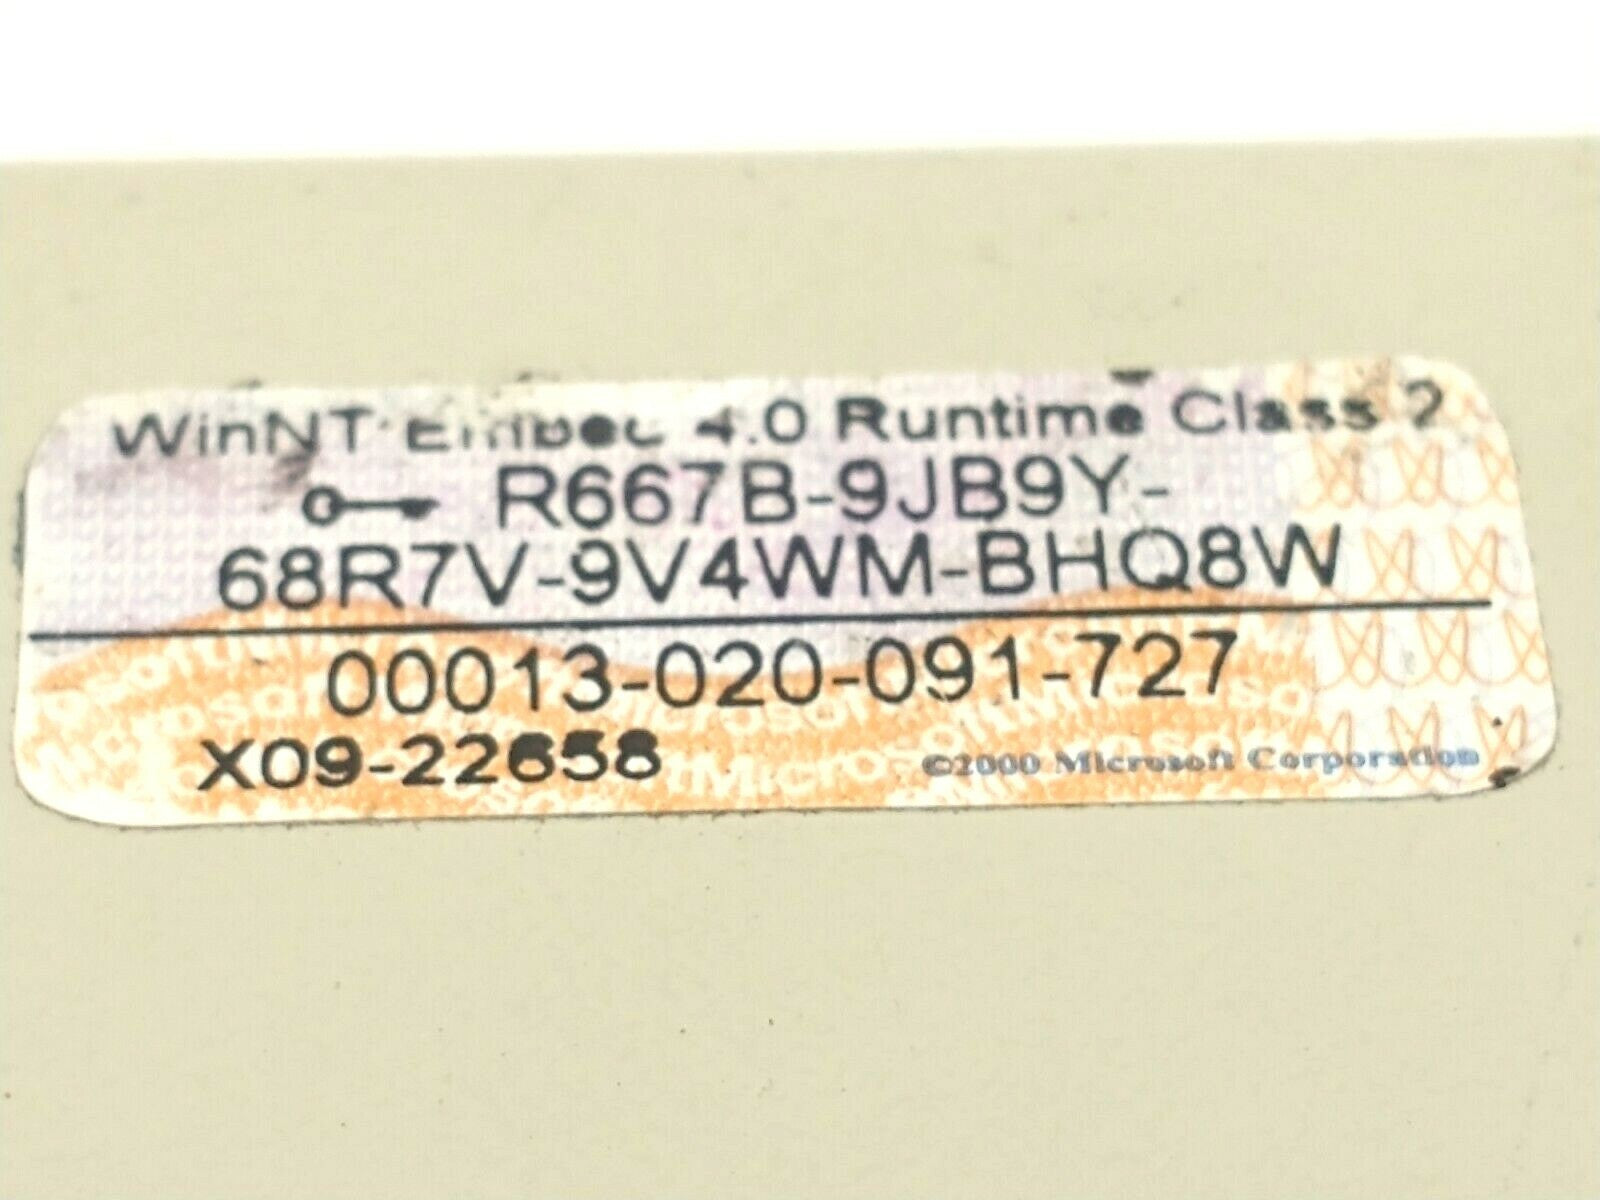 WinNT Embed 4.0 Runtime Class 2
R667B-9JB9Y-
68R7V-9V4WM-BHQ8W
00013-020-091-727
X09-22658
©2000 Microsoft Corporation